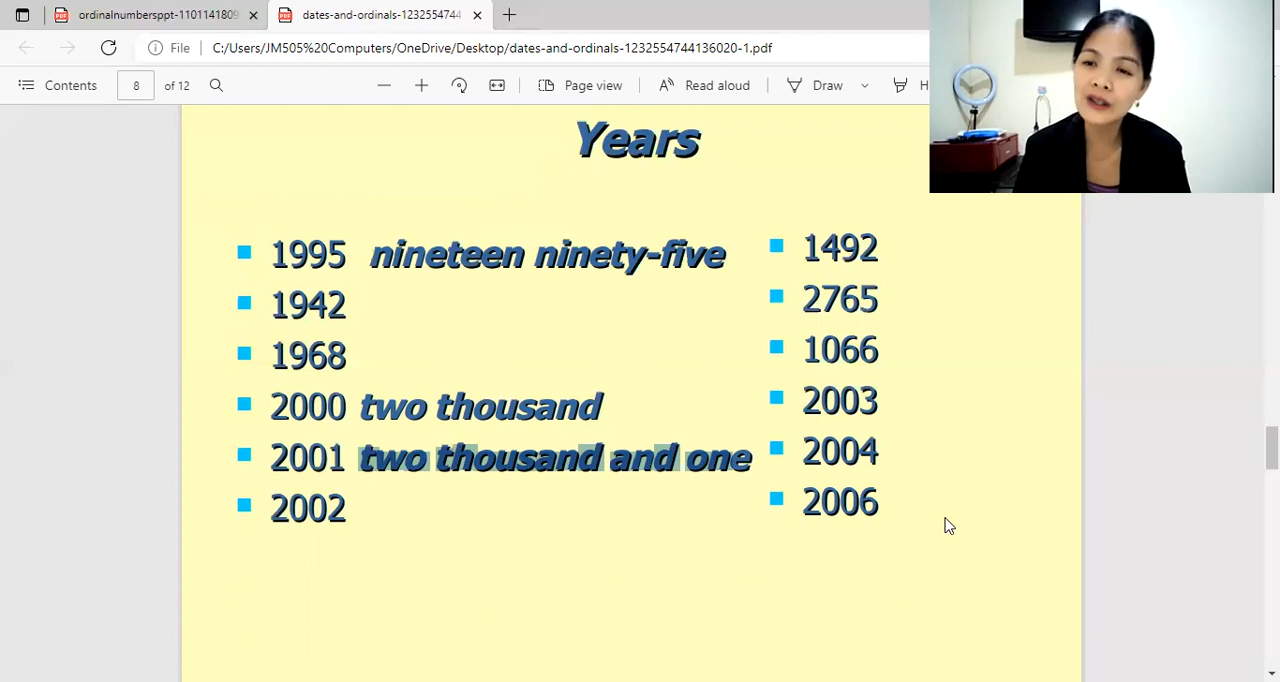 ordinalnumbersppt-1101141809
dates-and-ordinals-1232554744
File
C:/Users/JM505%20Computers/OneDrive/Desktop/dates-and-ordinals-1232554744136020-1.pdf
Contents
8
of 12
Page view
Read aloud
Draw
H
Years
1995 nineteen ninety-five
1942
1968
2000 two thousand
2001 two thousand and one
2002
1492
2765
1066
2003
2004
2006